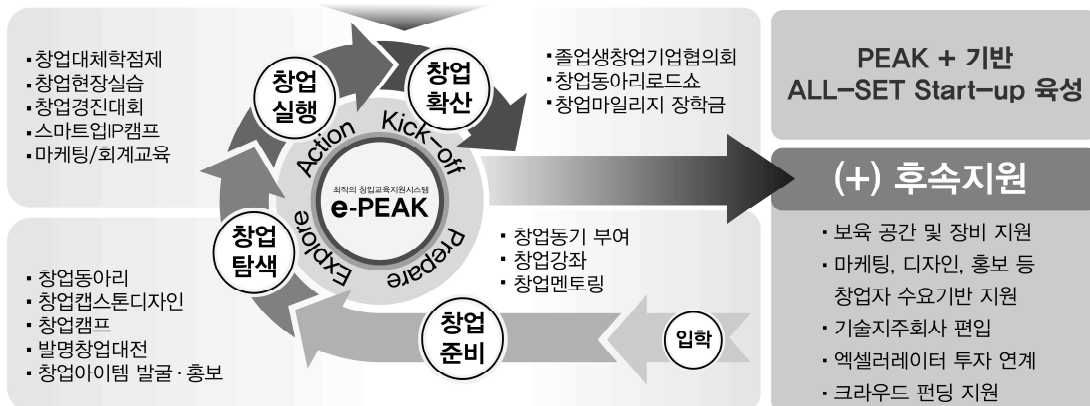 · 창업대체학점제
· 창업현장실습
· 창업경진대회
· 스마트업IP캠프
· 마케팅/회계교육
창업
실행
창업
확산
· 졸업생창업기업협의회
· 창업동아리로드쇼
· 창업마일리지 장학금
Action
Kick-off
Explore
Prepare
최적의 창업교육지원시스템
e-PEAK
창업
탐색
· 창업동아리
· 창업캡스톤디자인
· 창업캠프
· 발명창업대전
· 창업아이템 발굴 · 홍보
· 창업동기 부여
· 창업강좌
· 창업멘토링
창업
준비
입학
PEAK + 기반
ALL-SET Start-up 육성
(+) 후속지원
· 보육 공간 및 장비 지원
· 마케팅, 디자인, 홍보 등
창업자 수요기반 지원
· 기술지주회사 편입
· 엑셀러레이터 투자 연계
· 크라우드 펀딩 지원